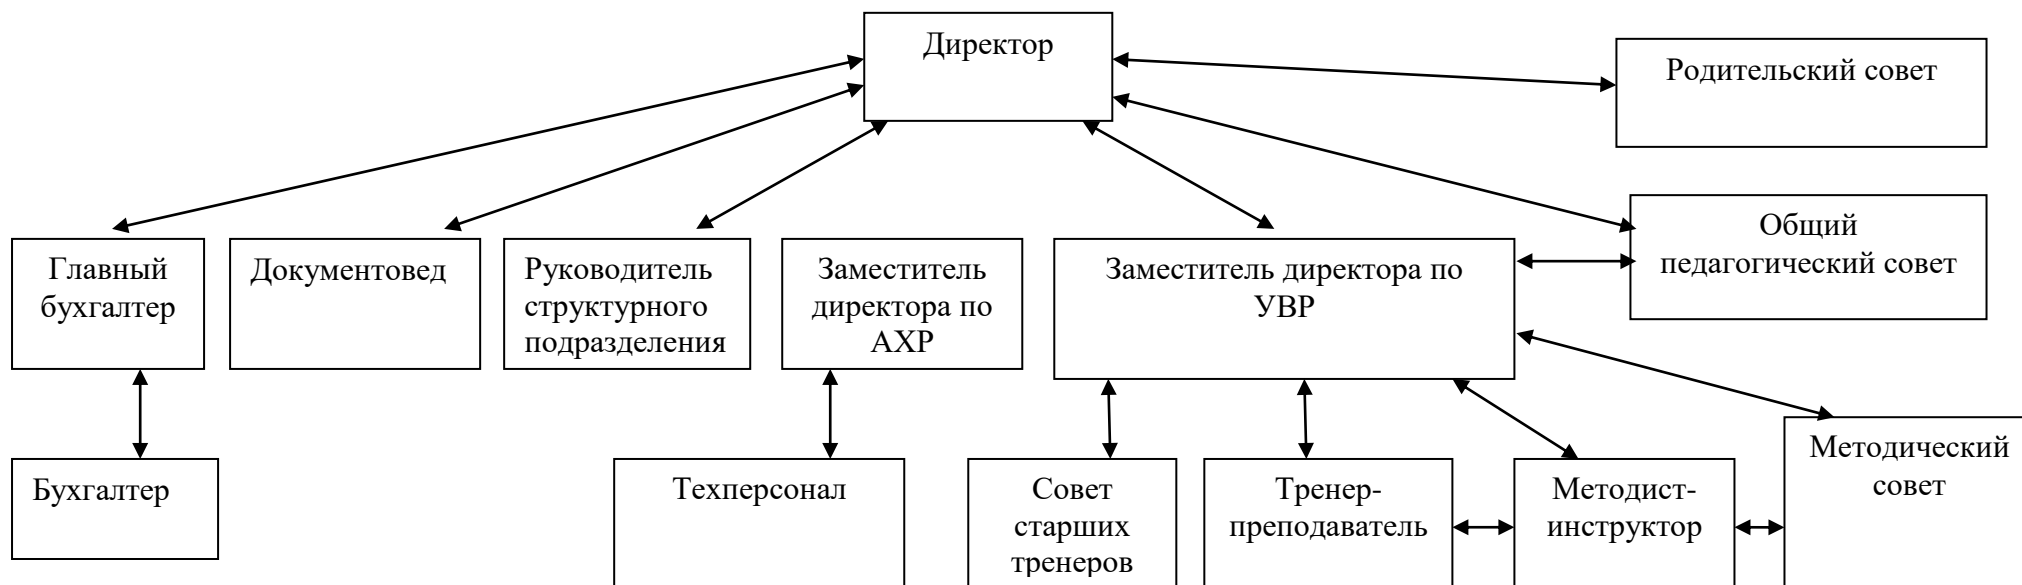 Директор
Родительский совет
Общий
педагогический совет
Главный
бухгалтер
Документовед
Руководитель
структурного
подразделения
Заместитель
директора по
АХР
Заместитель директора по
УВР
Бухгалтер
Техперсонал
Совет
старших
тренеров
Тренер-
преподаватель
Методист-
инструктор
Методический
совет